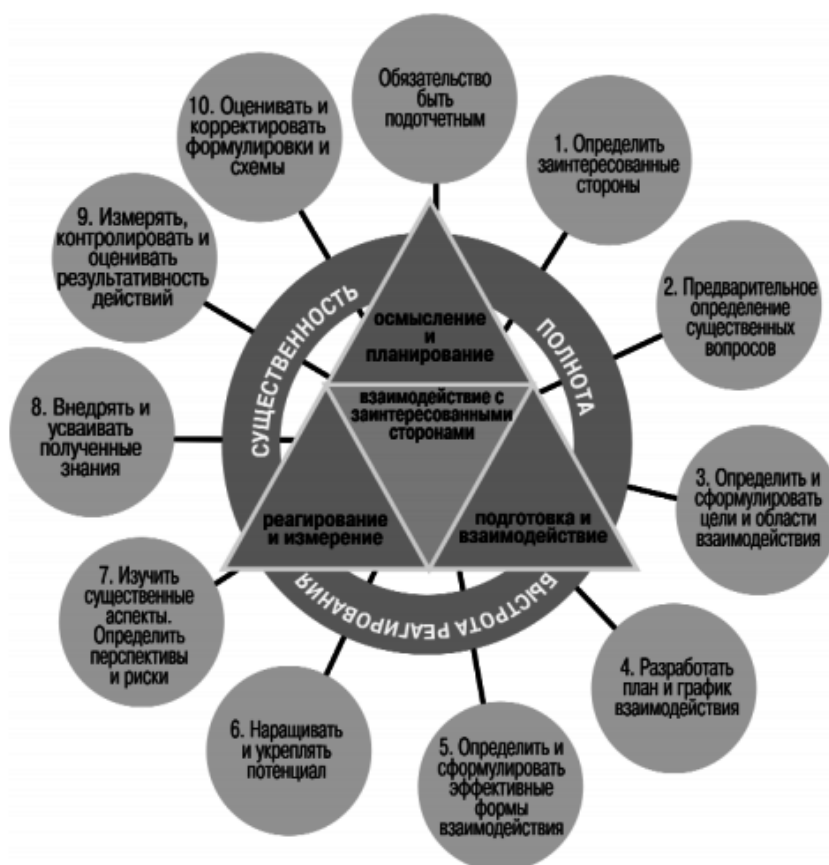 Обязательство
быть
подотчетным
1. Определить
заинтересованные
стороны
2. Предварительное
определение
существенных
вопросов
3. Определить и
сформулировать
цели и области
взаимодействия
4. Разработать
план и график
взаимодействия
5. Определить и
сформулировать
эффективные
формы
взаимодействия
6. Наращивать
и укреплять
потенциал
7. Изучить
существенные
аспекты.
Определить
перспективы
и риски
8. Внедрять и
усваивать
полученные
знания
9. Измерять,
контролировать и
оценивать
результативность
действий
10. Оценивать и
корректировать
формулировки и
схемы
СУЩЕСТВЕННОСТЬ
ПОЛНОТА
БЫСТРОТА РЕАГИРОВАНИЯ
осмысление
и
планирование
взаимодействие с
заинтересованными
сторонами
реагирование
и измерение
подготовка и
взаимодействие